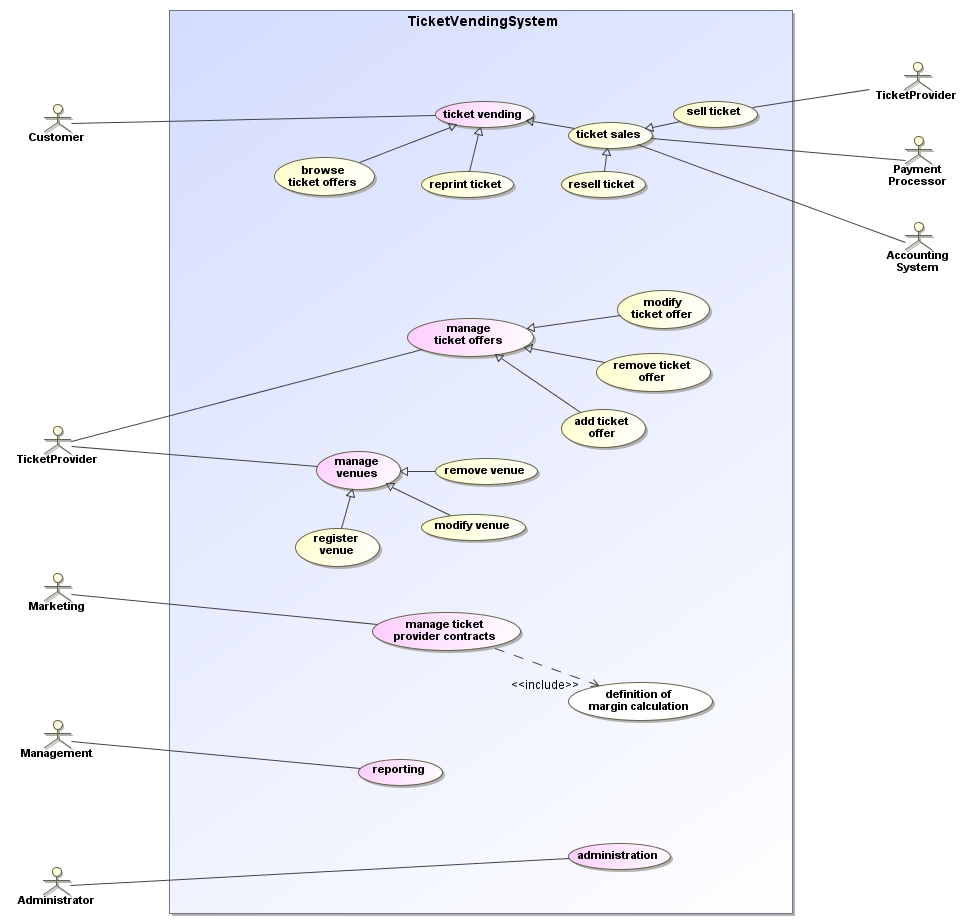 TicketVendingSystem
Customer
ticket vending
sell ticket
TicketProvider
ticket sales
browse
ticket offers
reprint ticket
resell ticket
Payment
Processor
Accounting
System
modify
ticket offer
manage
ticket offers
remove ticket
offer
add ticket
offer
TicketProvider
manage
venues
remove venue
modify venue
register
venue
Marketing
manage ticket
provider contracts
<<include>>
definition of
margin calculation
Management
reporting
administration
Administrator